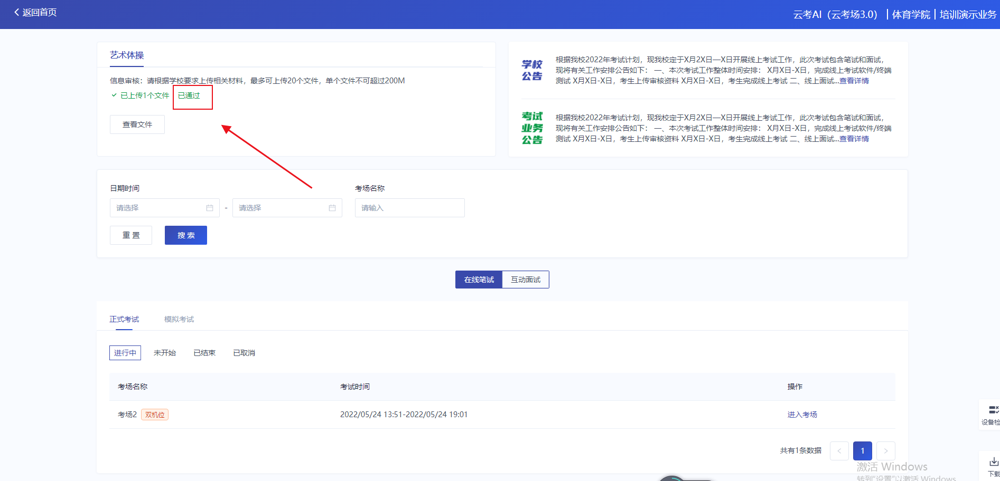 返回首页
云考AI（云考场3.0） 体育学院 培训演示业务
艺术体操
信息审核：请根据学校要求上传相关材料，最多可上传20个文件，单个文件不可超过200M
已上传1个文件 已通过
查看文件
学校
公告
根据我校2022年考试计划，现我校定于X月2X日—X日开展线上考试工作，此次考试包含笔试和面试，
现将有关工作安排公告如下： 一、本次考试工作整体时间安排： X月X日-X日，完成线上考试软件/终端
测试 X月X日-X日，考生上传审核资料 X月X日-X日，考生完成线上考试 二、线上面试...查看详情
考试
业务
公告
根据我校2022年考试计划，现我校定于X月2X日—X日开展线上考试工作，此次考试包含笔试和面试，
现将有关工作安排公告如下： 一、本次考试工作整体时间安排： X月X日-X日，完成线上考试软件/终端
测试 X月X日-X日，考生上传审核资料 X月X日-X日，考生完成线上考试 二、线上面试...查看详情
日期时间 考场名称
请选择 - 请选择 请输入
重置 搜索
在线笔试 互动面试
正式考试 模拟考试
进行中 未开始 已结束 已取消
考场名称 考试时间 操作
考场2 双机位 2022/05/24 13:51-2022/05/24 19:01 进入考场
设备检
共有1条数据 < 1 >
激活 Windows
转到"设置"以激活 Windows
下载